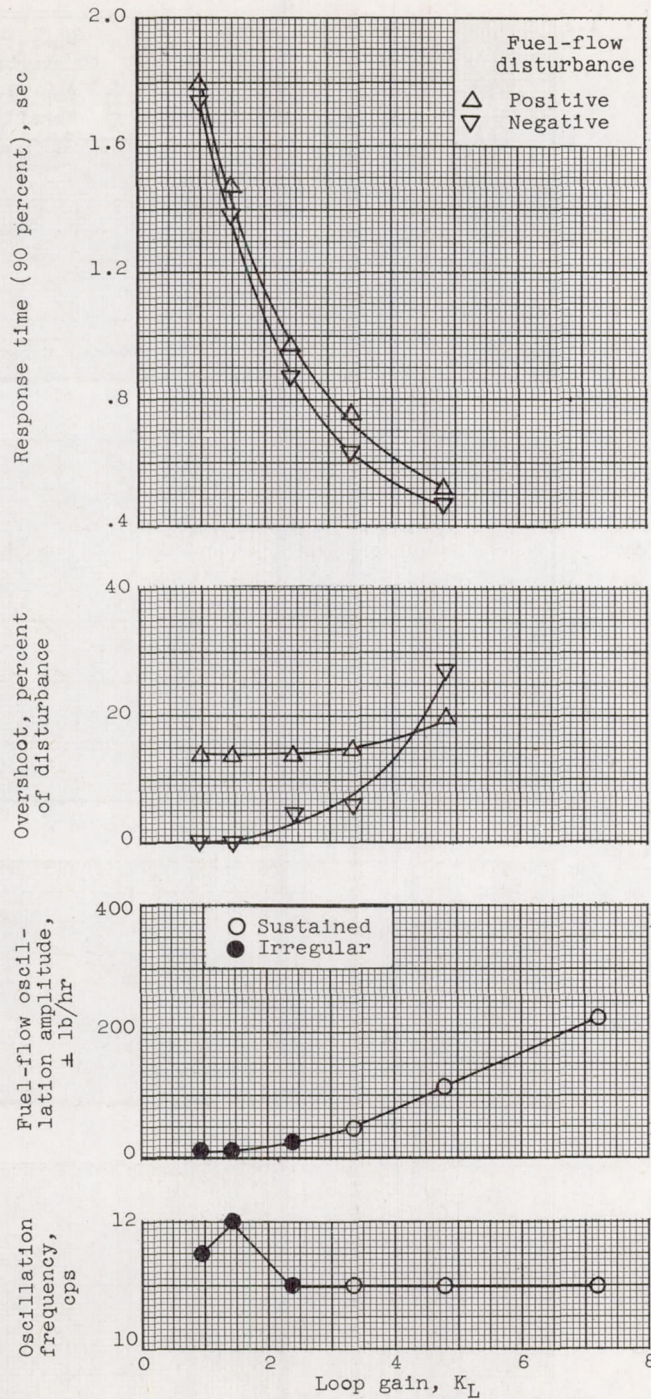 Response time (90 percent), sec
2.0
1.6
1.2
.8
.4
Fuel-flow
disturbance
Positive
Negative
Overshoot, percent
of disturbance
40
20
0
Fuel-flow oscil-
lation amplitude,
± lb/hr
400
200
0
Sustained
Irregular
Oscillation
frequency,
cps
12
10
0 2 4 6 8
Loop gain, K_L